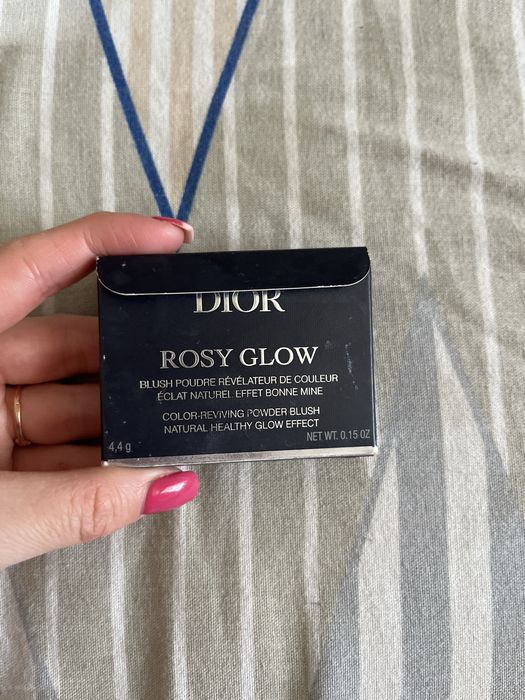 DIOR
ROSY GLOW
BLUSH POUDRE RÉVÉLATEUR DE COULEUR
ÉCLAT NATUREL EFFET BONNE MINE
COLOR-REVIVING POWDER BLUSH
NATURAL HEALTHY GLOW EFFECT
4,4 g
NET WT. 0.15 OZ